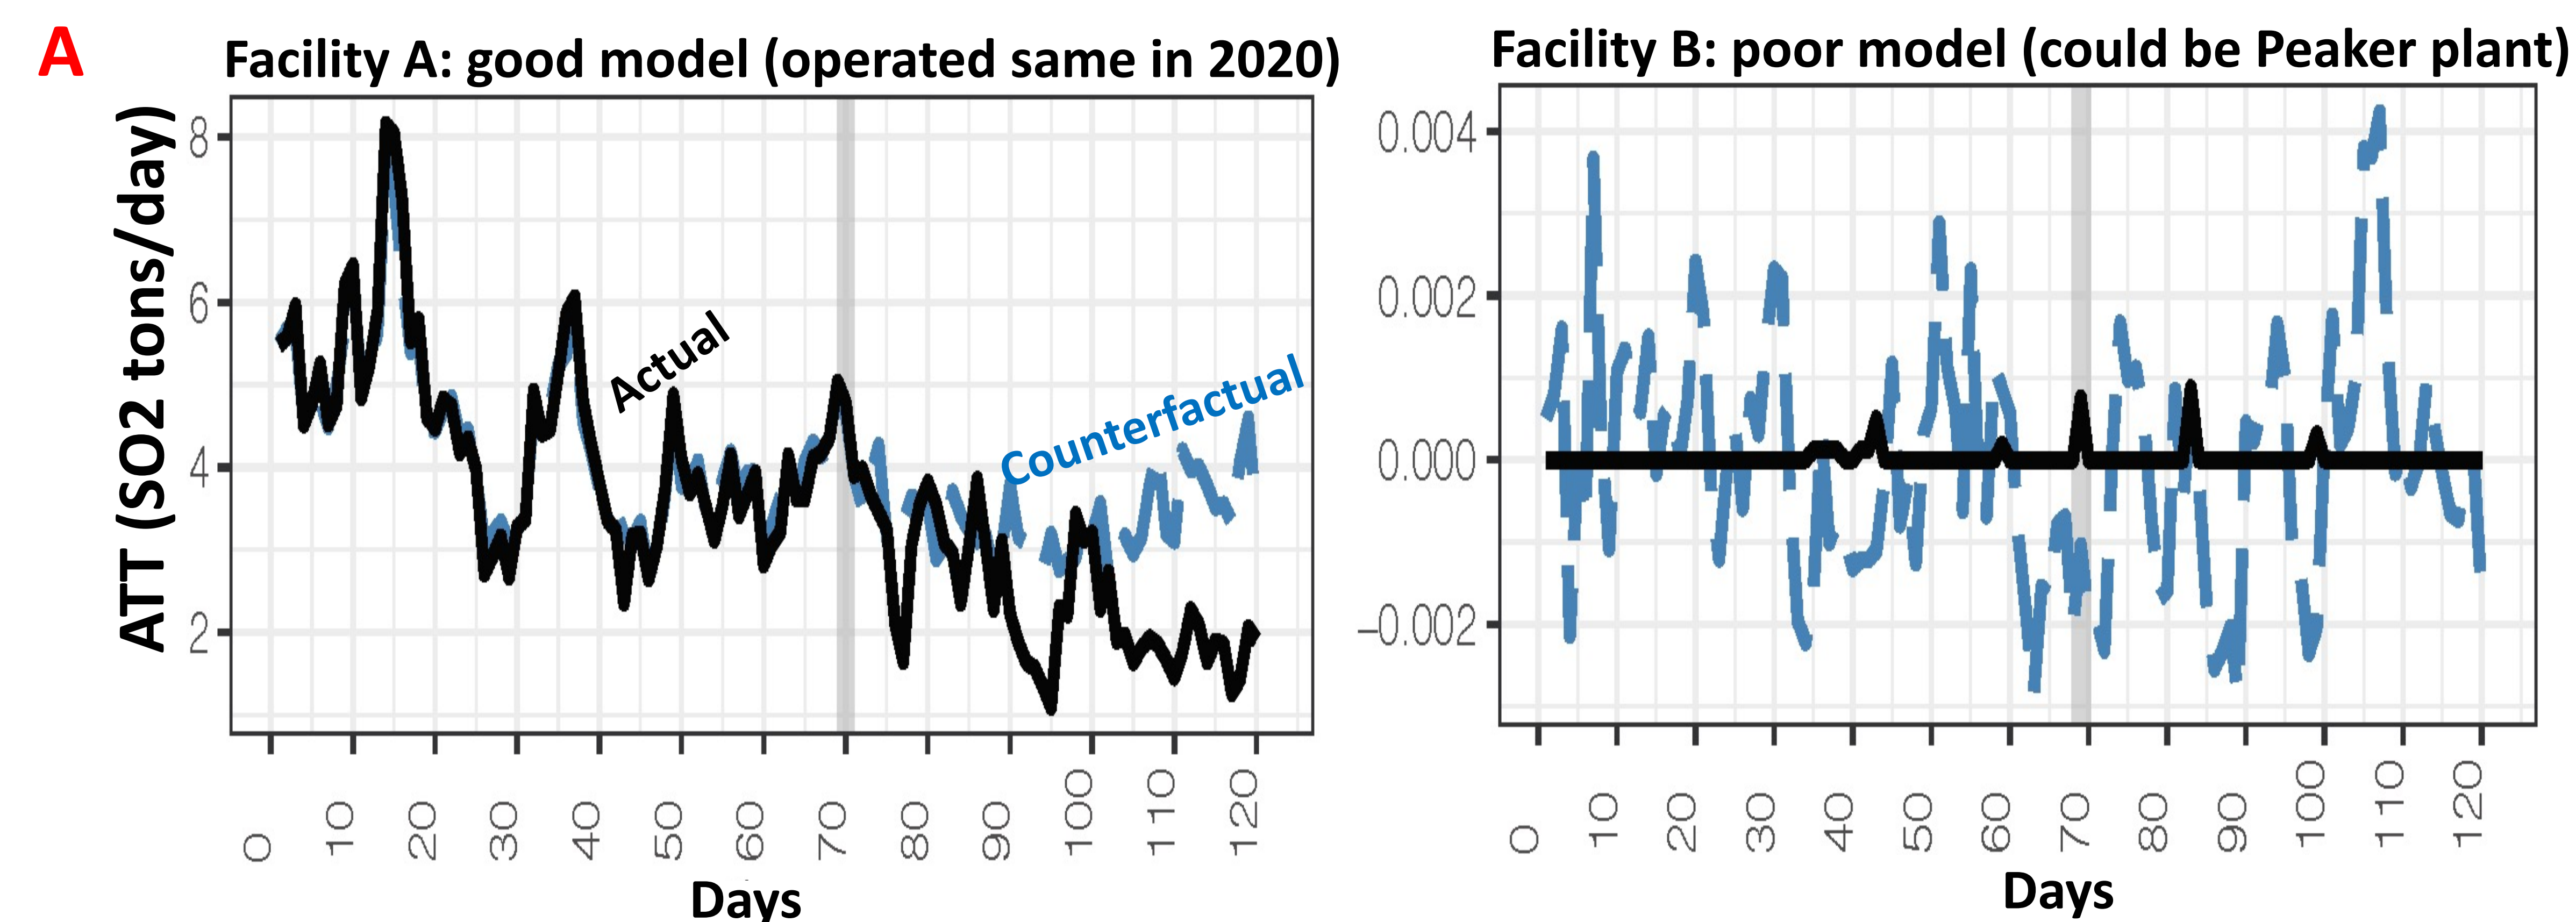 A
Facility A: good model (operated same in 2020)
Facility B: poor model (could be Peaker plant)
ATT (SO2 tons/day)
8
6
4
2
Actual
Counterfactual
0 10 20 30 40 50 60 70 80 90 100 110 120
Days
0.004
0.002
0.000
−0.002
0 10 20 30 40 50 60 70 80 90 100 110 120
Days